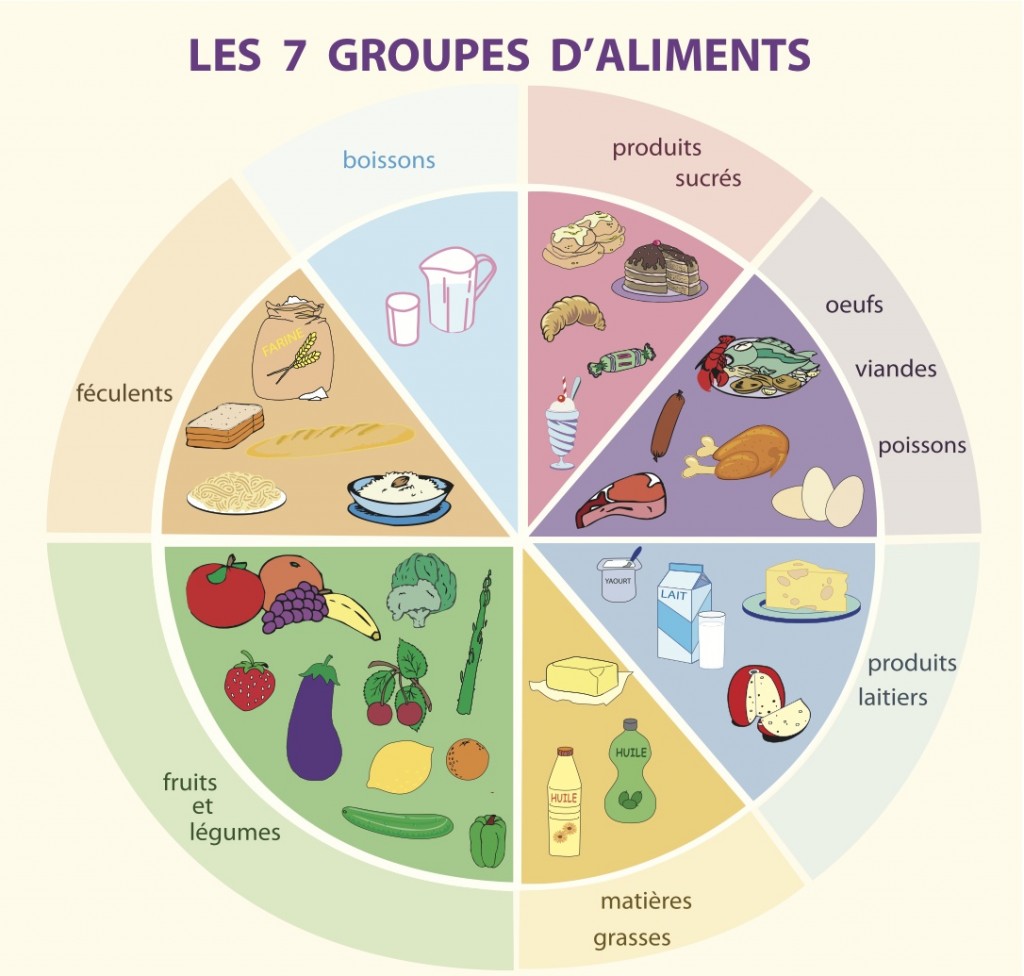 LES 7 GROUPES D'ALIMENTS
boissons
produits
sucrés
oeufs
viandes
poissons
féculents
FARINE
YAOURT
LAIT
produits
laitiers
HUILE
HUILE
fruits
et
légumes
matières
grasses